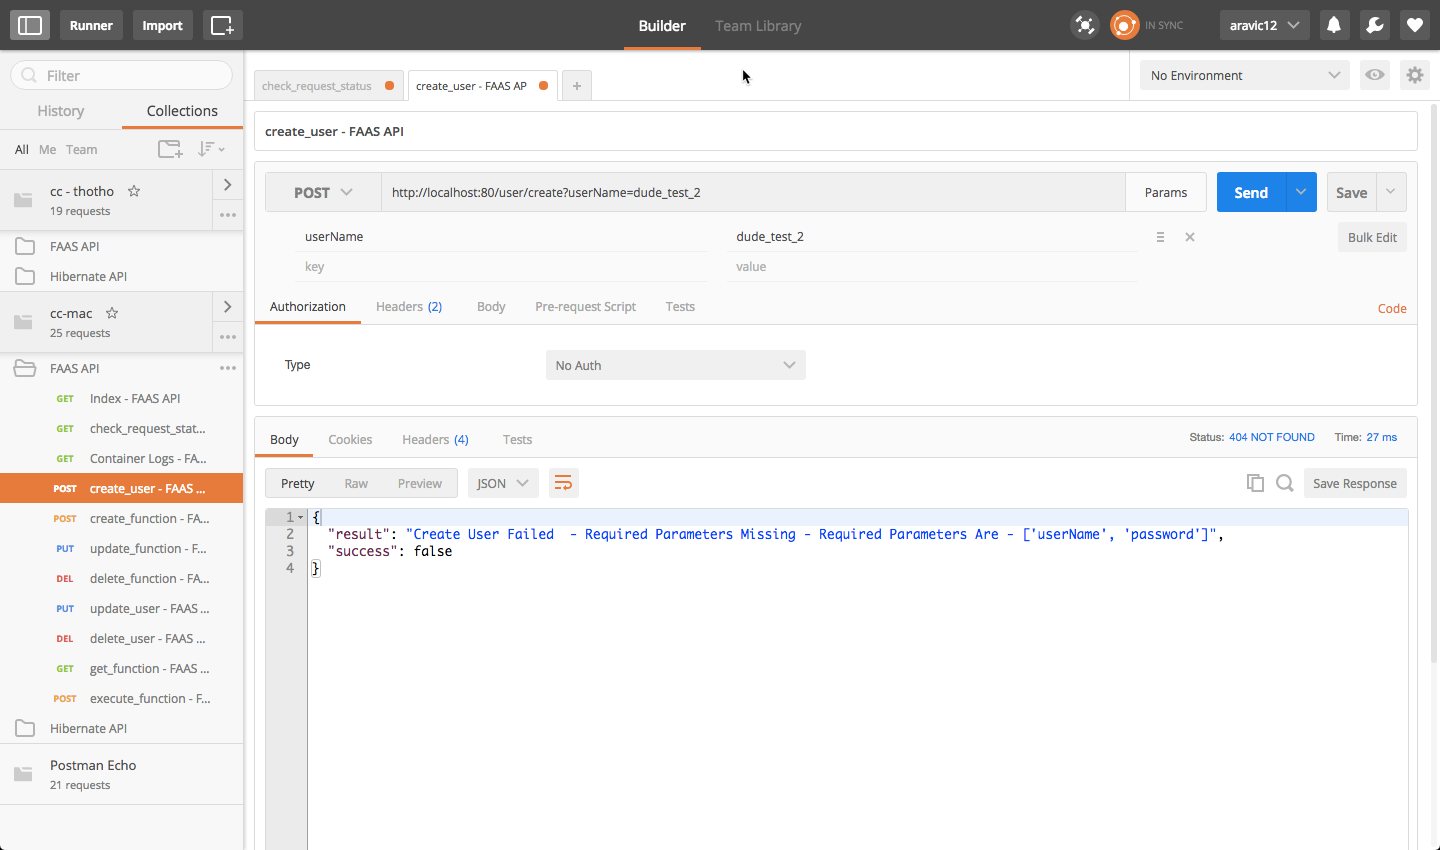 Runner
Import
Builder
Team Library
IN SYNC
aravic12
Filter
History
Collections
All Me Team
cc - thotho
19 requests
FAAS API
Hibernate API
cc-mac
25 requests
FAAS API
GET Index - FAAS API
GET check_request_stat...
GET Container Logs - FA...
POST create_user - FAAS ...
POST create_function - FA...
PUT update_function - F...
DEL delete_function - FA...
PUT update_user - FAAS ...
DEL delete_user - FAAS ...
GET get_function - FAAS ...
POST execute_function - F...
Hibernate API
Postman Echo
21 requests
check_request_status
create_user - FAAS AP
+
No Environment
create_user - FAAS API
POST
http://localhost:80/user/create?userName=dude_test_2
Params
Send
Save
userName
dude_test_2
Bulk Edit
key
value
Authorization
Headers (2)
Body
Pre-request Script
Tests
Code
Type
No Auth
Body
Cookies
Headers (4)
Tests
Status: 404 NOT FOUND
Time: 27 ms
Pretty
Raw
Preview
JSON
Save Response
1 {
2 "result": "Create User Failed  - Required Parameters Missing - Required Parameters Are - ['userName', 'password']",
3 "success": false
4 }